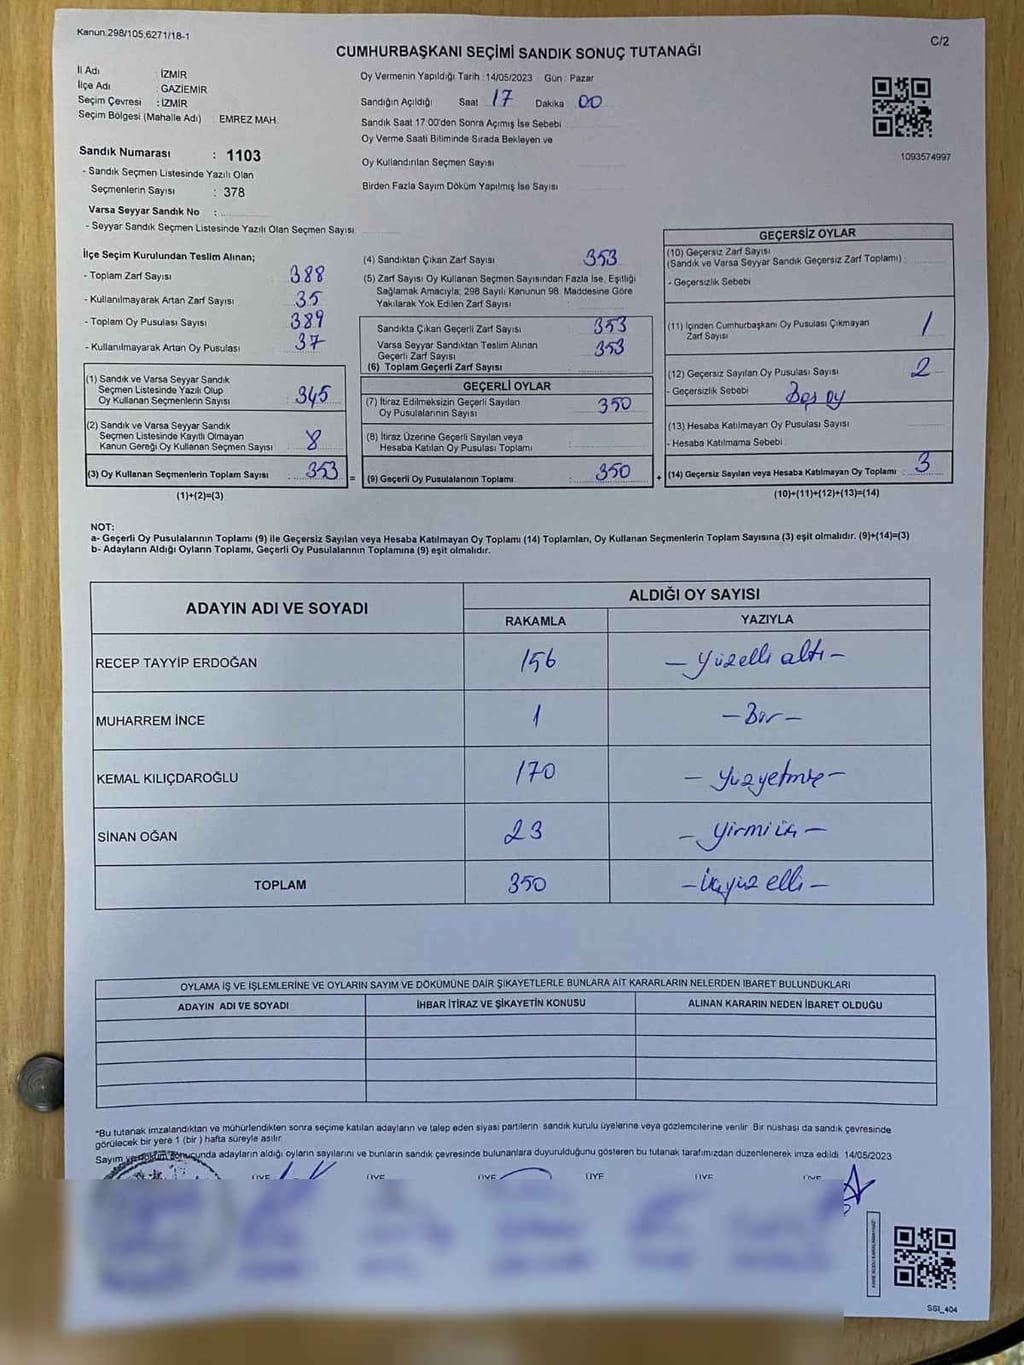 Kanun.298/105,6271/18-1
C/2
CUMHURBAŞKANI SEÇİMİ SANDIK SONUÇ TUTANAĞI
İl Adı İZMİR
İlçe Adı GAZİEMİR
Seçim Çevresi : İZMİR
Seçim Bölgesi (Mahalle Adı) EMREZ MAH.
Sandık Numarası : 1103
- Sandık Seçmen Listesinde Yazılı Olan
Seçmenlerin Sayısı : 378
Varsa Seyyar Sandık No :
- Seyyar Sandık Seçmen Listesinde Yazılı Olan Seçmen Sayısı
Oy Vermenin Yapıldığı Tarih : 14/05/2023 Gün : Pazar
Sandığın Açıldığı Saat 17 Dakika 00
Sandık Saat 17:00'den Sonra Açımış İse Sebebi
Oy Verme Saati Bitiminde Sırada Bekleyen ve
Oy Kullandırılan Seçmen Sayısı
Birden Fazla Sayım Döküm Yapılmış İse Sayısı
1093574997
İlçe Seçim Kurulundan Teslim Alınan;
- Toplam Zarf Sayısı 388
- Kullanılmayarak Artan Zarf Sayısı 35
- Toplam Oy Pusulası Sayısı 389
- Kullanılmayarak Artan Oy Pusulası 37
(1) Sandık ve Varsa Seyyar Sandık
Seçmen Listesinde Yazılı Olup
Oy Kullanan Seçmenlerin Sayısı 345
(2) Sandık ve Varsa Seyyar Sandık
Seçmen Listesinde Kayıtlı Olmayan
Kanun Gereği Oy Kullanan Seçmen Sayısı 8
(3) Oy Kullanan Seçmenlerin Toplam Sayısı : 353 =
(1)+(2)=(3)
(4) Sandıktan Çıkan Zarf Sayısı 353
(5) Zarf Sayısı Oy Kullanan Seçmen Sayısından Fazla İse, Eşitliği
Sağlamak Amacıyla; 298 Sayılı Kanunun 98. Maddesine Göre
Yakılarak Yok Edilen Zarf Sayısı
Sandıkta Çıkan Geçerli Zarf Sayısı 353
Varsa Seyyar Sandıktan Teslim Alınan
Geçerli Zarf Sayısı 353
(6) Toplam Geçerli Zarf Sayısı
GEÇERLİ OYLAR
(7) İtiraz Edilmeksizin Geçerli Sayılan
Oy Pusulalarının Sayısı 350
(8) İtiraz Üzerine Geçerli Sayılan veya
Hesaba Katılan Oy Pusulası Toplamı
(9) Geçerli Oy Pusulalarının Toplamı : 350 +
GEÇERSİZ OYLAR
(10) Geçersiz Zarf Sayısı
(Sandık ve Varsa Seyyar Sandık Geçersiz Zarf Toplamı) :
- Geçersizlik Sebebi
(11) İçinden Cumhurbaşkanı Oy Pusulası Çıkmayan
Zarf Sayısı 1
(12) Geçersiz Sayılan Oy Pusulası Sayısı 2
- Geçersizlik Sebebi Boş oy
(13) Hesaba Katılmayan Oy Pusulası Sayısı
- Hesaba Katılmama Sebebi :
(14) Geçersiz Sayılan veya Hesaba Katılmayan Oy Toplamı : 3
(10)+(11)+(12)+(13)=(14)
NOT:
a- Geçerli Oy Pusulalarının Toplamı (9) ile Geçersiz Sayılan veya Hesaba Katılmayan Oy Toplamı (14) Toplamları, Oy Kullanan Seçmenlerin Toplam Sayısına (3) eşit olmalıdır. (9)+(14)=(3)
b- Adayların Aldığı Oyların Toplamı, Geçerli Oy Pusulalarının Toplamına (9) eşit olmalıdır.
ADAYIN ADI VE SOYADI ALDIĞI OY SAYISI
RAKAMLA YAZIYLA
RECEP TAYYİP ERDOĞAN 156 - Yüzelli altı -
MUHARREM İNCE 1 - Bir -
KEMAL KILIÇDAROĞLU 170 - Yüzyetmiş -
SİNAN OĞAN 23 - Yirmi üç -
TOPLAM 350 - Üçyüz elli -
OYLAMA İŞ VE İŞLEMLERİNE VE OYLARIN SAYIM VE DÖKÜMÜNE DAİR ŞİKAYETLERLE BUNLARA AİT KARARLARIN NELERDEN İBARET BULUNDUKLARI
ADAYIN ADI VE SOYADI İHBAR İTİRAZ VE ŞİKAYETİN KONUSU ALINAN KARARIN NEDEN İBARET OLDUĞU
*Bu tutanak imzalandıktan ve mühürlendikten sonra seçime katılan adayların ve talep eden siyasi partilerin sandık kurulu üyelerine veya gözlemcilerine verilir. Bir nüshası da sandık çevresinde
görülecek bir yere 1 (bir) hafta süreyle asılır.
Sayım ve döküm sonucunda adayların aldığı oyların sayılarını ve bunların sandık çevresinde bulunanlara duyurulduğunu gösteren bu tutanak tarafımızdan düzenlenerek imza edildi. 14/05/2023
ÜYE ÜYE ÜYE ÜYE ÜYE ÜYE
SSI_404